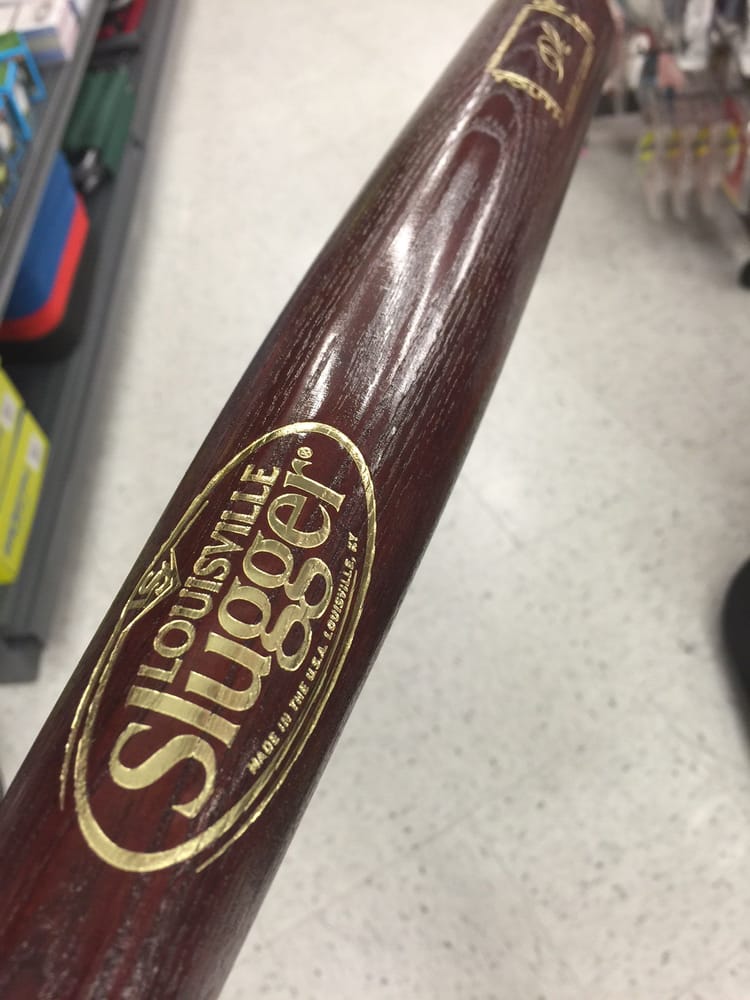 LOUISVILLE
Slugger®
MADE IN THE U.S.A. LOUISVILLE, KY